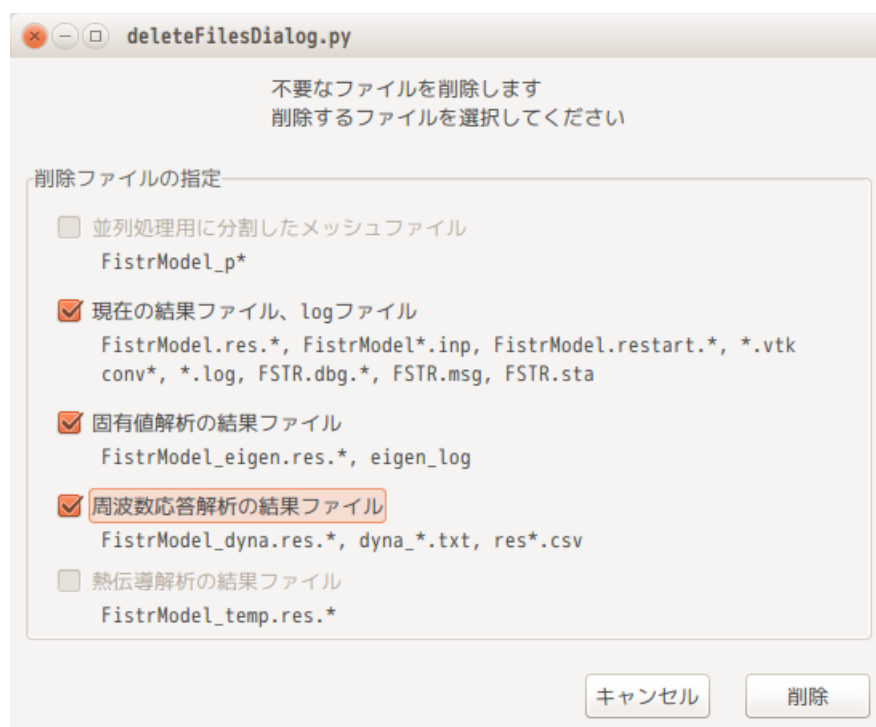 deleteFilesDialog.py
不要なファイルを削除します
削除するファイルを選択してください
削除ファイルの指定
並列処理用に分割したメッシュファイル
FistrModel_p*
現在の結果ファイル、logファイル
FistrModel.res.*, FistrModel*.inp, FistrModel.restart.*, *.vtk
conv*, *.log, FSTR.dbg.*, FSTR.msg, FSTR.sta
固有値解析の結果ファイル
FistrModel_eigen.res.*, eigen_log
周波数応答解析の結果ファイル
FistrModel_dyna.res.*, dyna_*.txt, res*.csv
熱伝導解析の結果ファイル
FistrModel_temp.res.*
キャンセル 削除